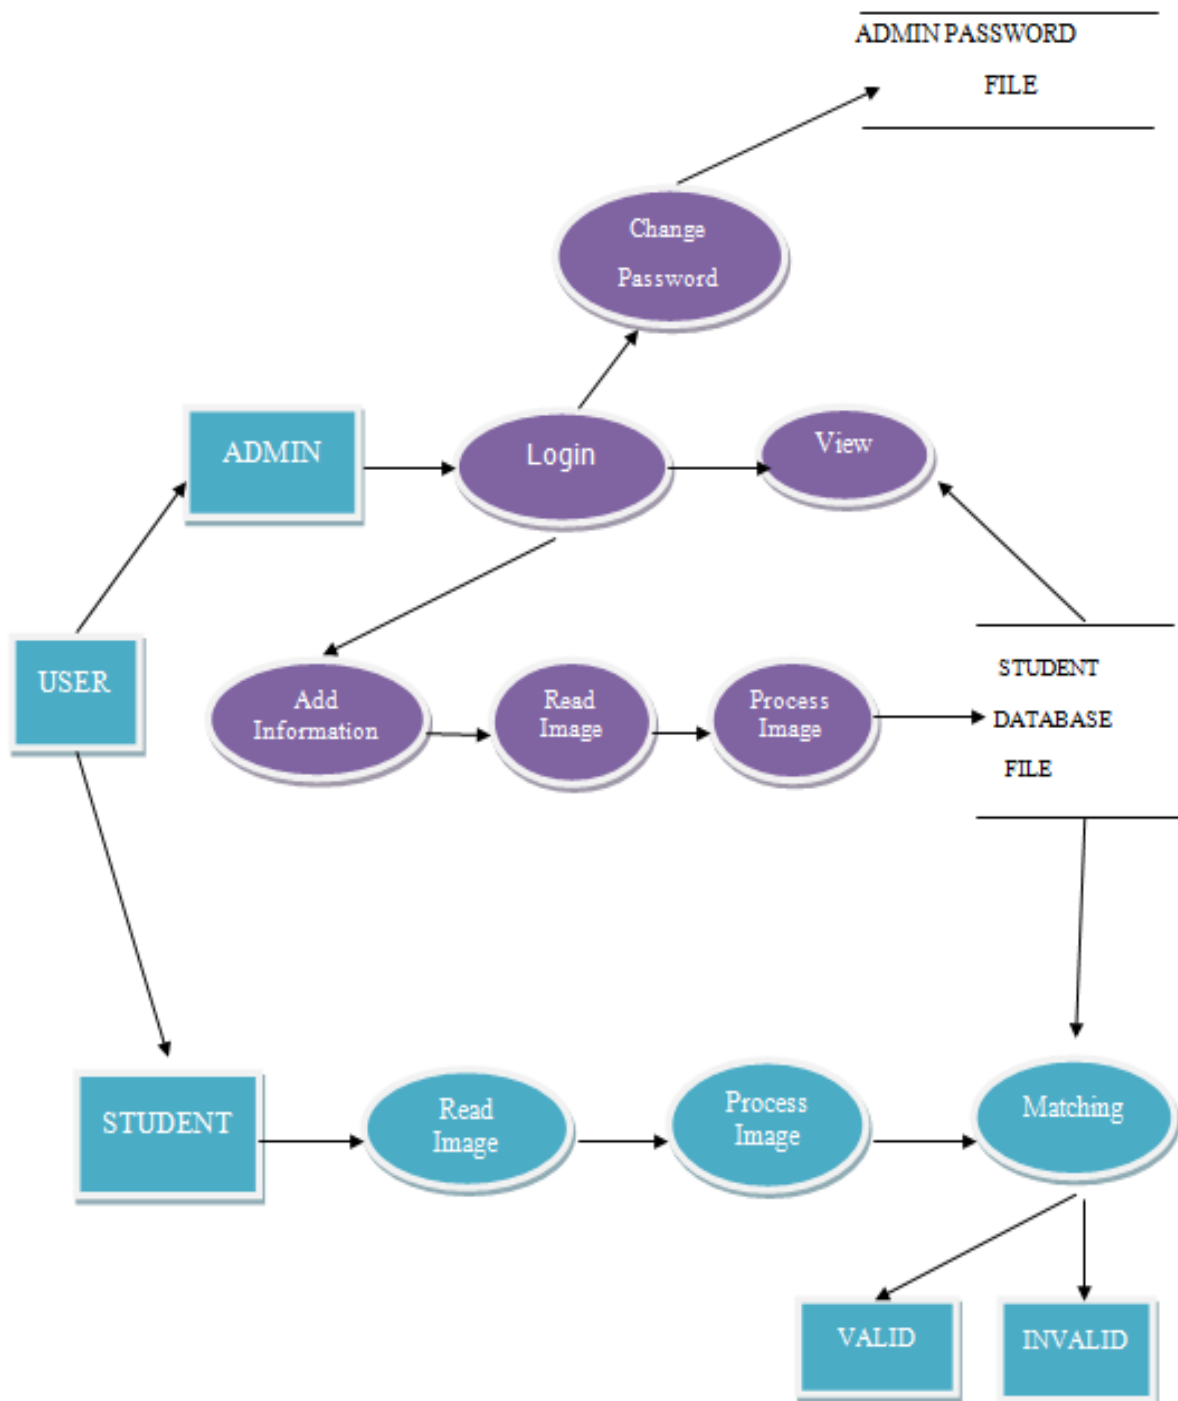 ADMIN PASSWORD
FILE
Change
Password
ADMIN
Login
View
USER
Add
Information
Read
Image
Process
Image
STUDENT
DATABASE
FILE
STUDENT
Read
Image
Process
Image
Matching
VALID
INVALID